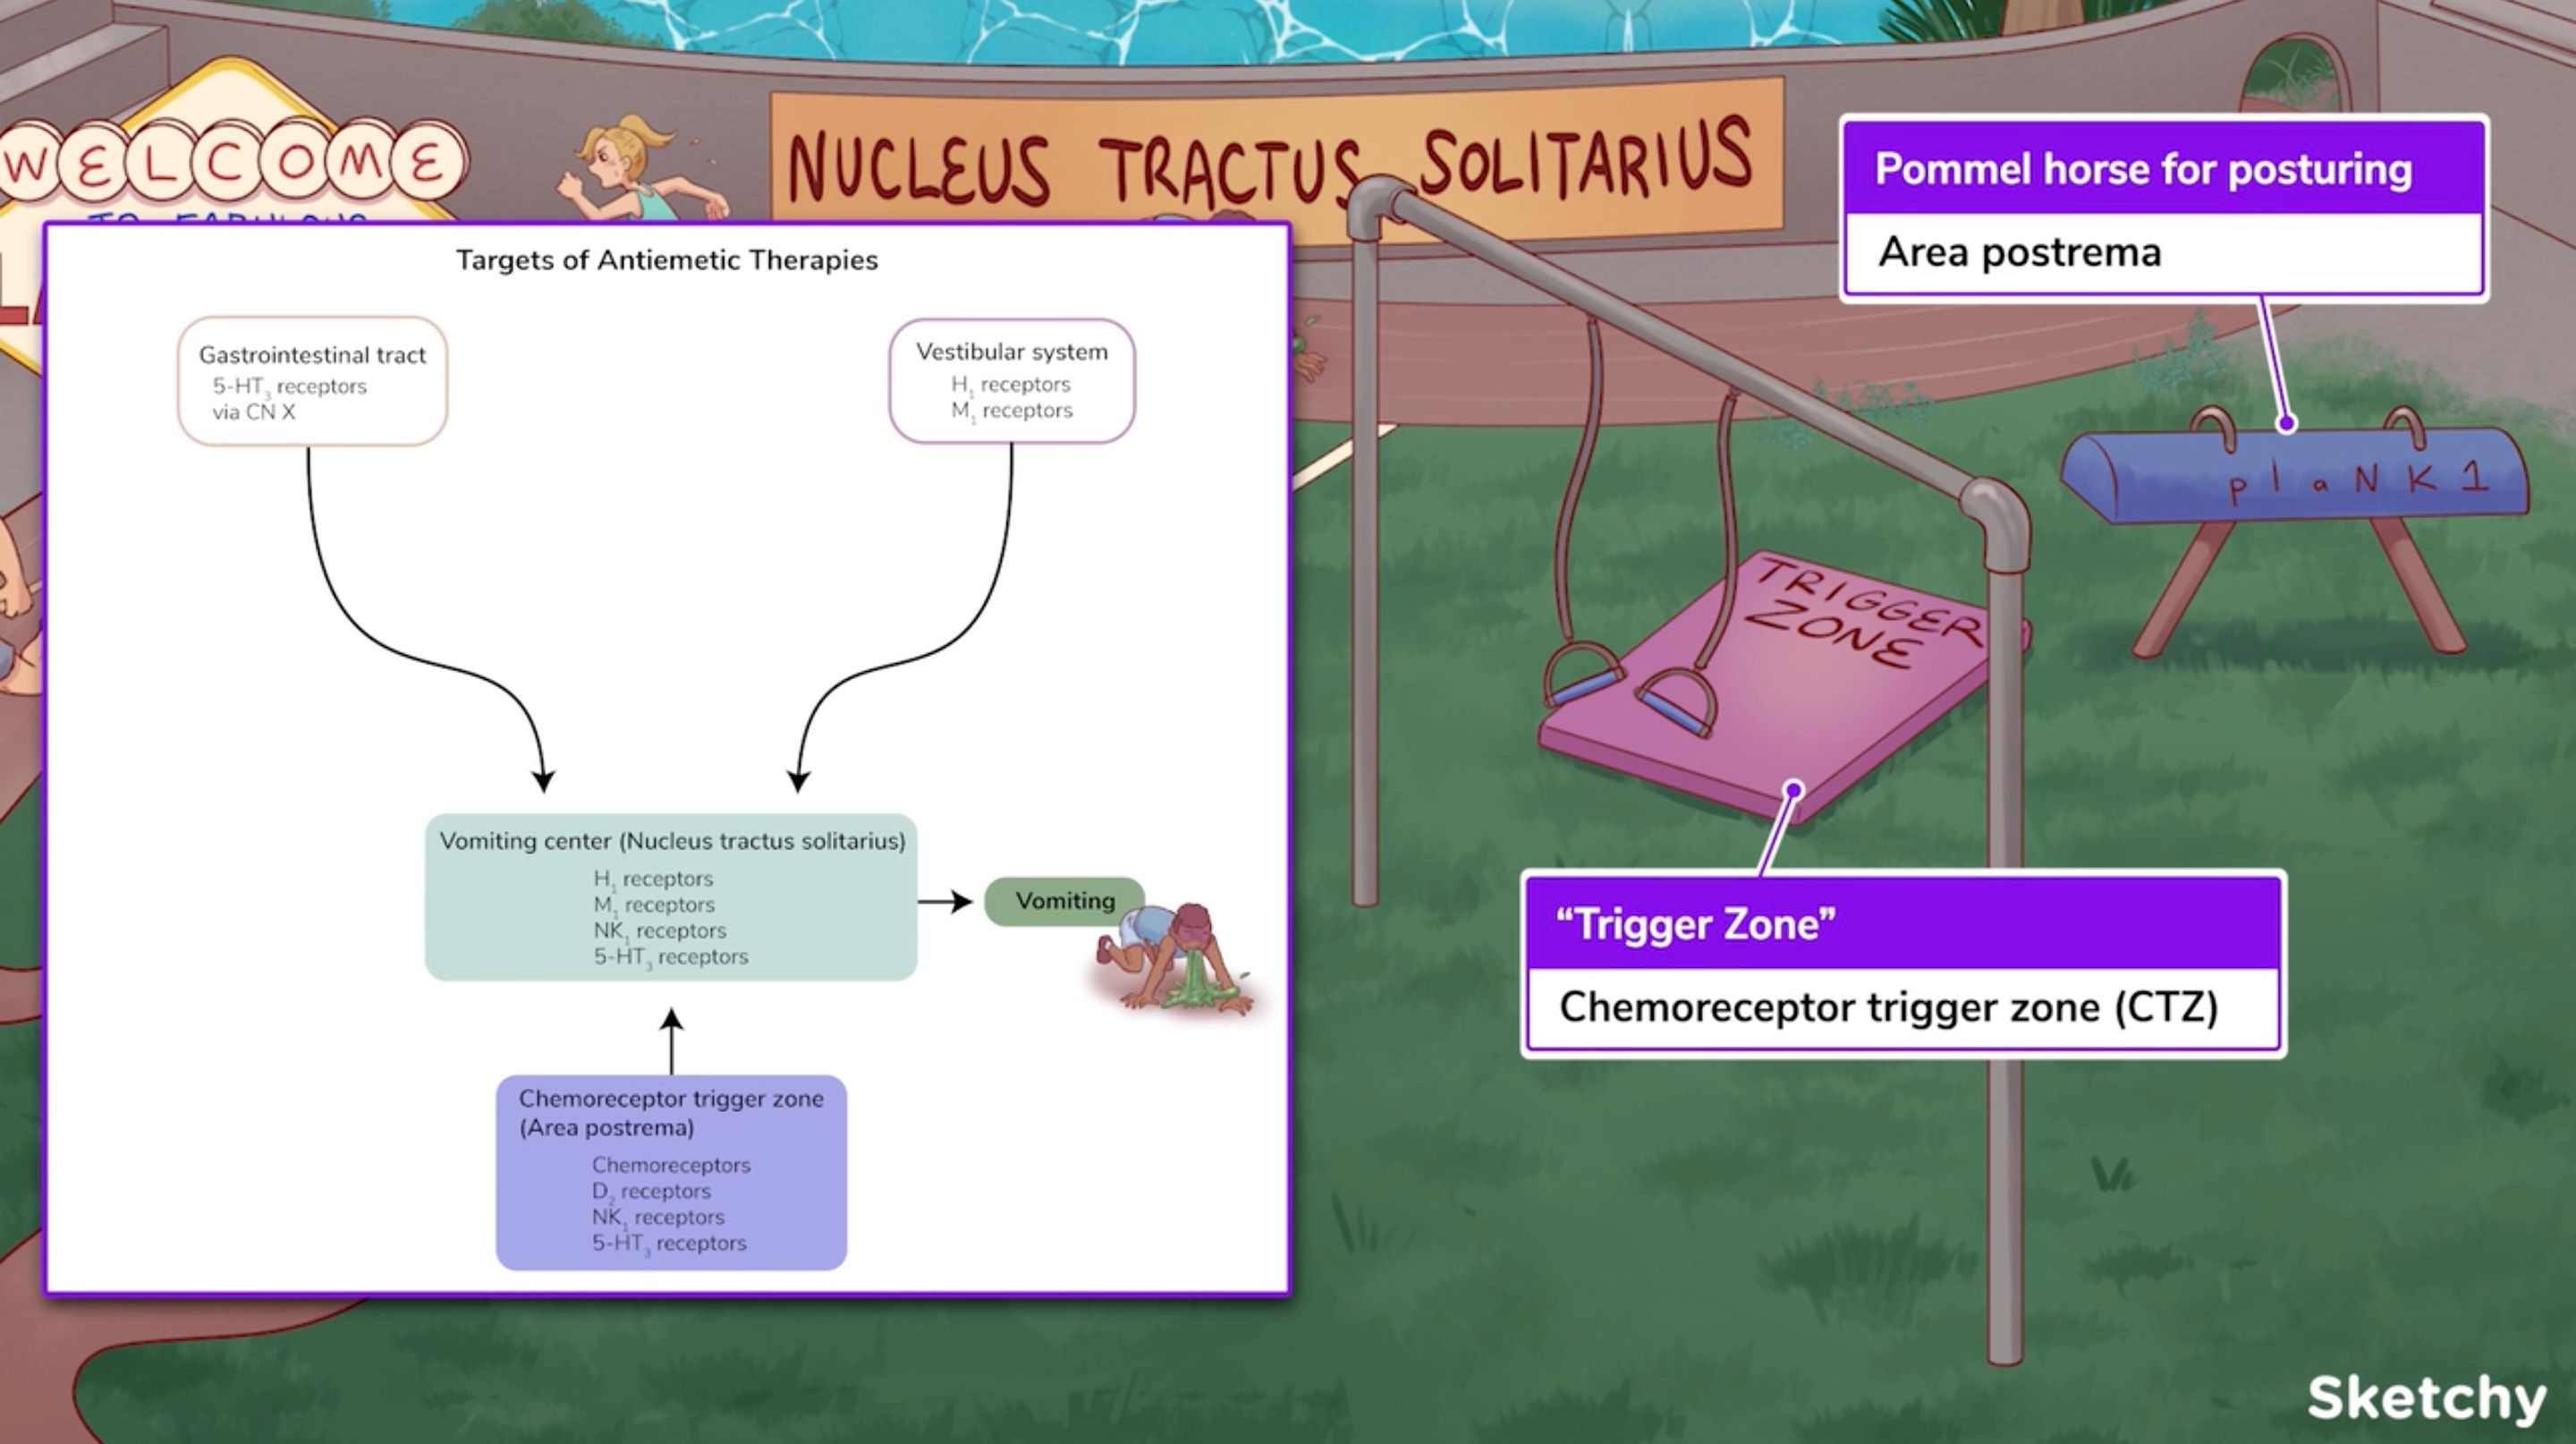 WELCOME
TO FABULOUS
NUCLEUS TRACTUS SOLITARIUS
Targets of Antiemetic Therapies
Gastrointestinal tract
5-HT₃ receptors
via CN X
Vestibular system
H₁ receptors
M₁ receptors
Vomiting center (Nucleus tractus solitarius)
H₁ receptors
M₁ receptors
NK₁ receptors
5-HT₃ receptors
Vomiting
Chemoreceptor trigger zone
(Area postrema)
Chemoreceptors
D₂ receptors
NK₁ receptors
5-HT₃ receptors
Pommel horse for posturing
Area postrema
plaNK1
TRIGGER
ZONE
“Trigger Zone”
Chemoreceptor trigger zone (CTZ)
Sketchy